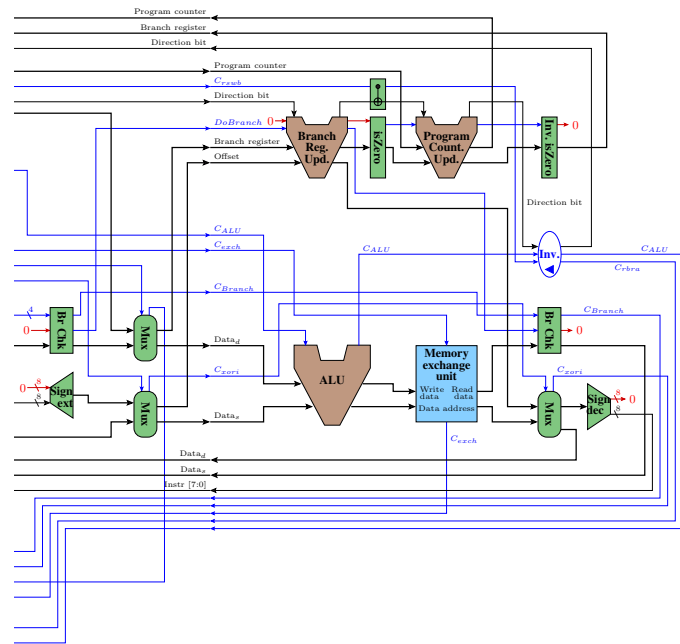 Program counter
Branch register
Direction bit
Program counter
C_rswb
Direction bit
DoBranch
0
Branch Reg. Upd.
isZero
Program Count. Upd.
Inv. isZero
0
Branch register
Offset
Direction bit
C_ALU
C_exch
C_ALU
Inv.
C_ALU
C_rbra
C_Branch
4
0
Br Chk
Mux
C_Branch
Br Chk
0
Data_d
Memory exchange unit
Write data
Read data
Data address
ALU
C_xori
C_xori
0
8
8
Sign ext
Mux
Data_s
C_exch
Mux
Sign dec
8
0
8
Data_d
Data_s
Instr [7:0]